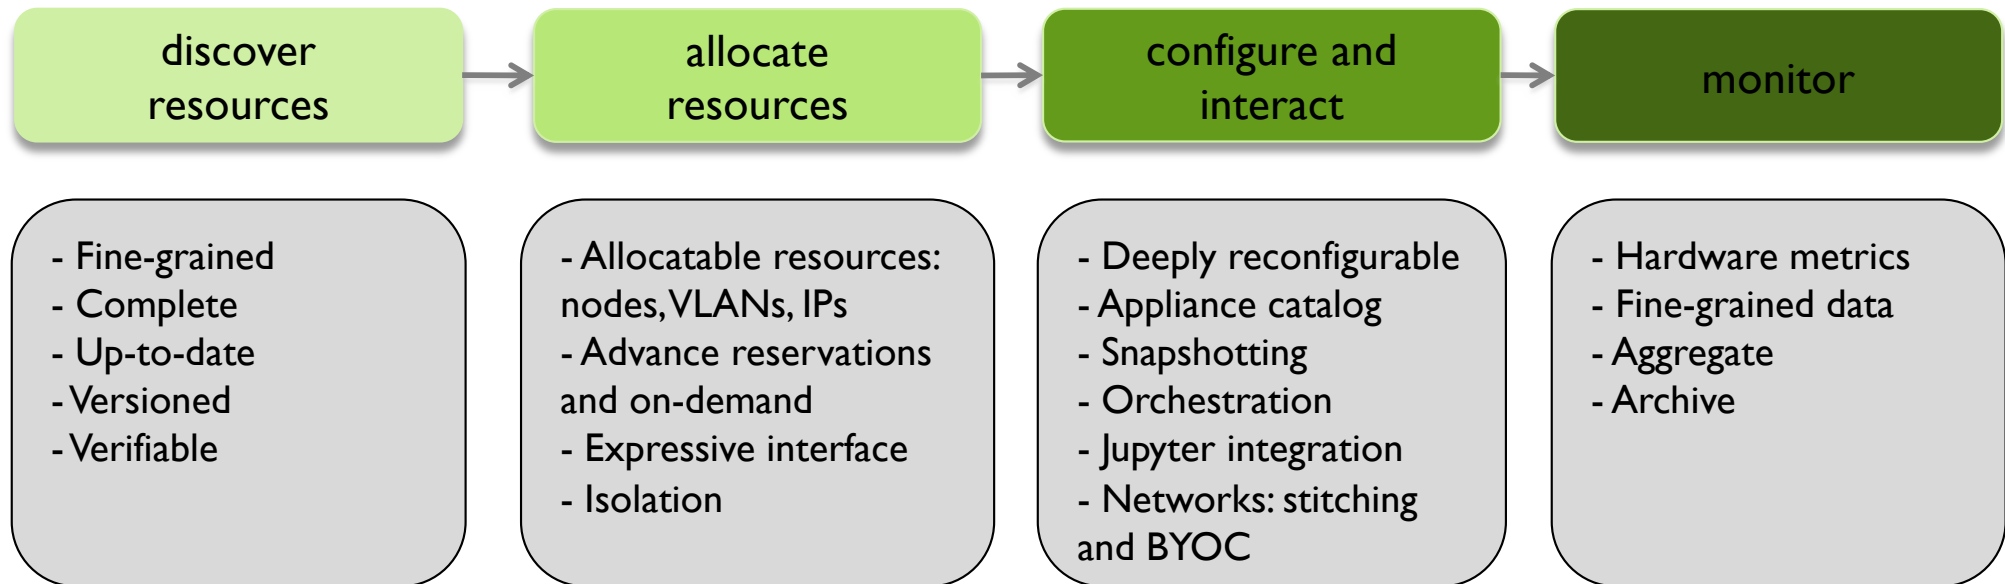 discover
resources
allocate
resources
configure and
interact
monitor
- Fine-grained
- Complete
- Up-to-date
- Versioned
- Verifiable
- Allocatable resources:
nodes, VLANs, IPs
- Advance reservations
and on-demand
- Expressive interface
- Isolation
- Deeply reconfigurable
- Appliance catalog
- Snapshotting
- Orchestration
- Jupyter integration
- Networks: stitching
and BYOC
- Hardware metrics
- Fine-grained data
- Aggregate
- Archive